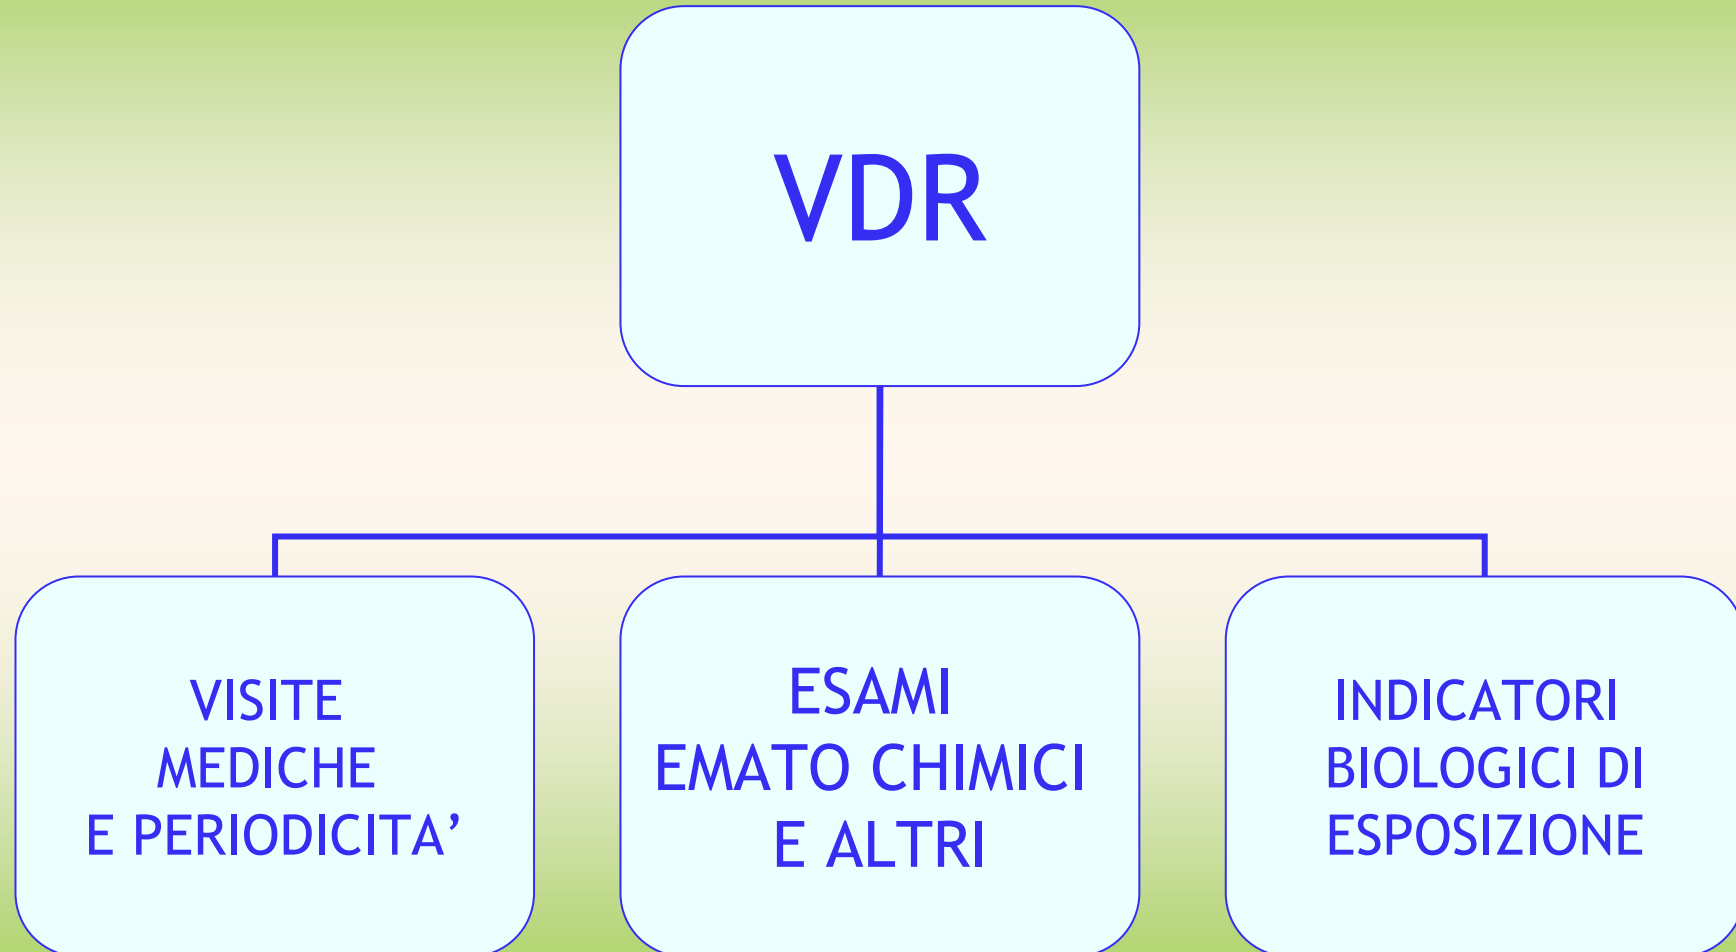 VDR
VISITE
MEDICHE
E PERIODICITA’
ESAMI
EMATO CHIMICI
E ALTRI
INDICATORI
BIOLOGICI DI
ESPOSIZIONE